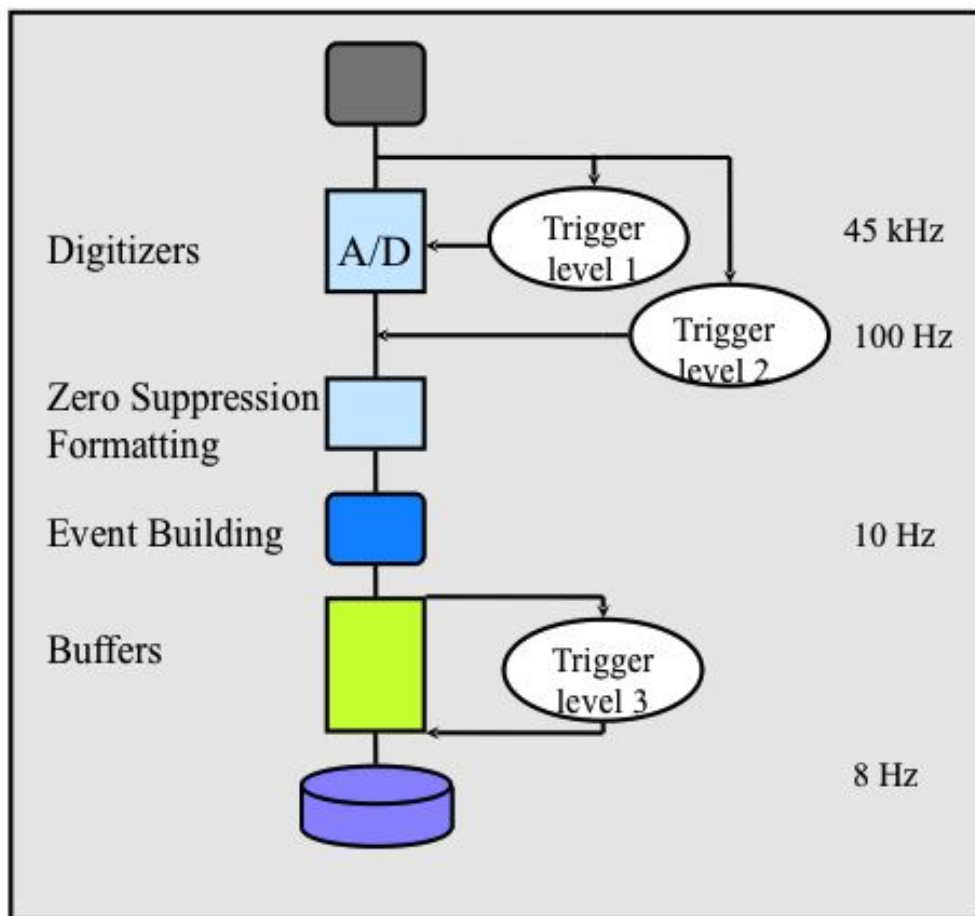 Digitizers
A/D
Trigger
level 1
45 kHz
Trigger
level 2
100 Hz
Zero Suppression
Formatting
Event Building
10 Hz
Buffers
Trigger
level 3
8 Hz